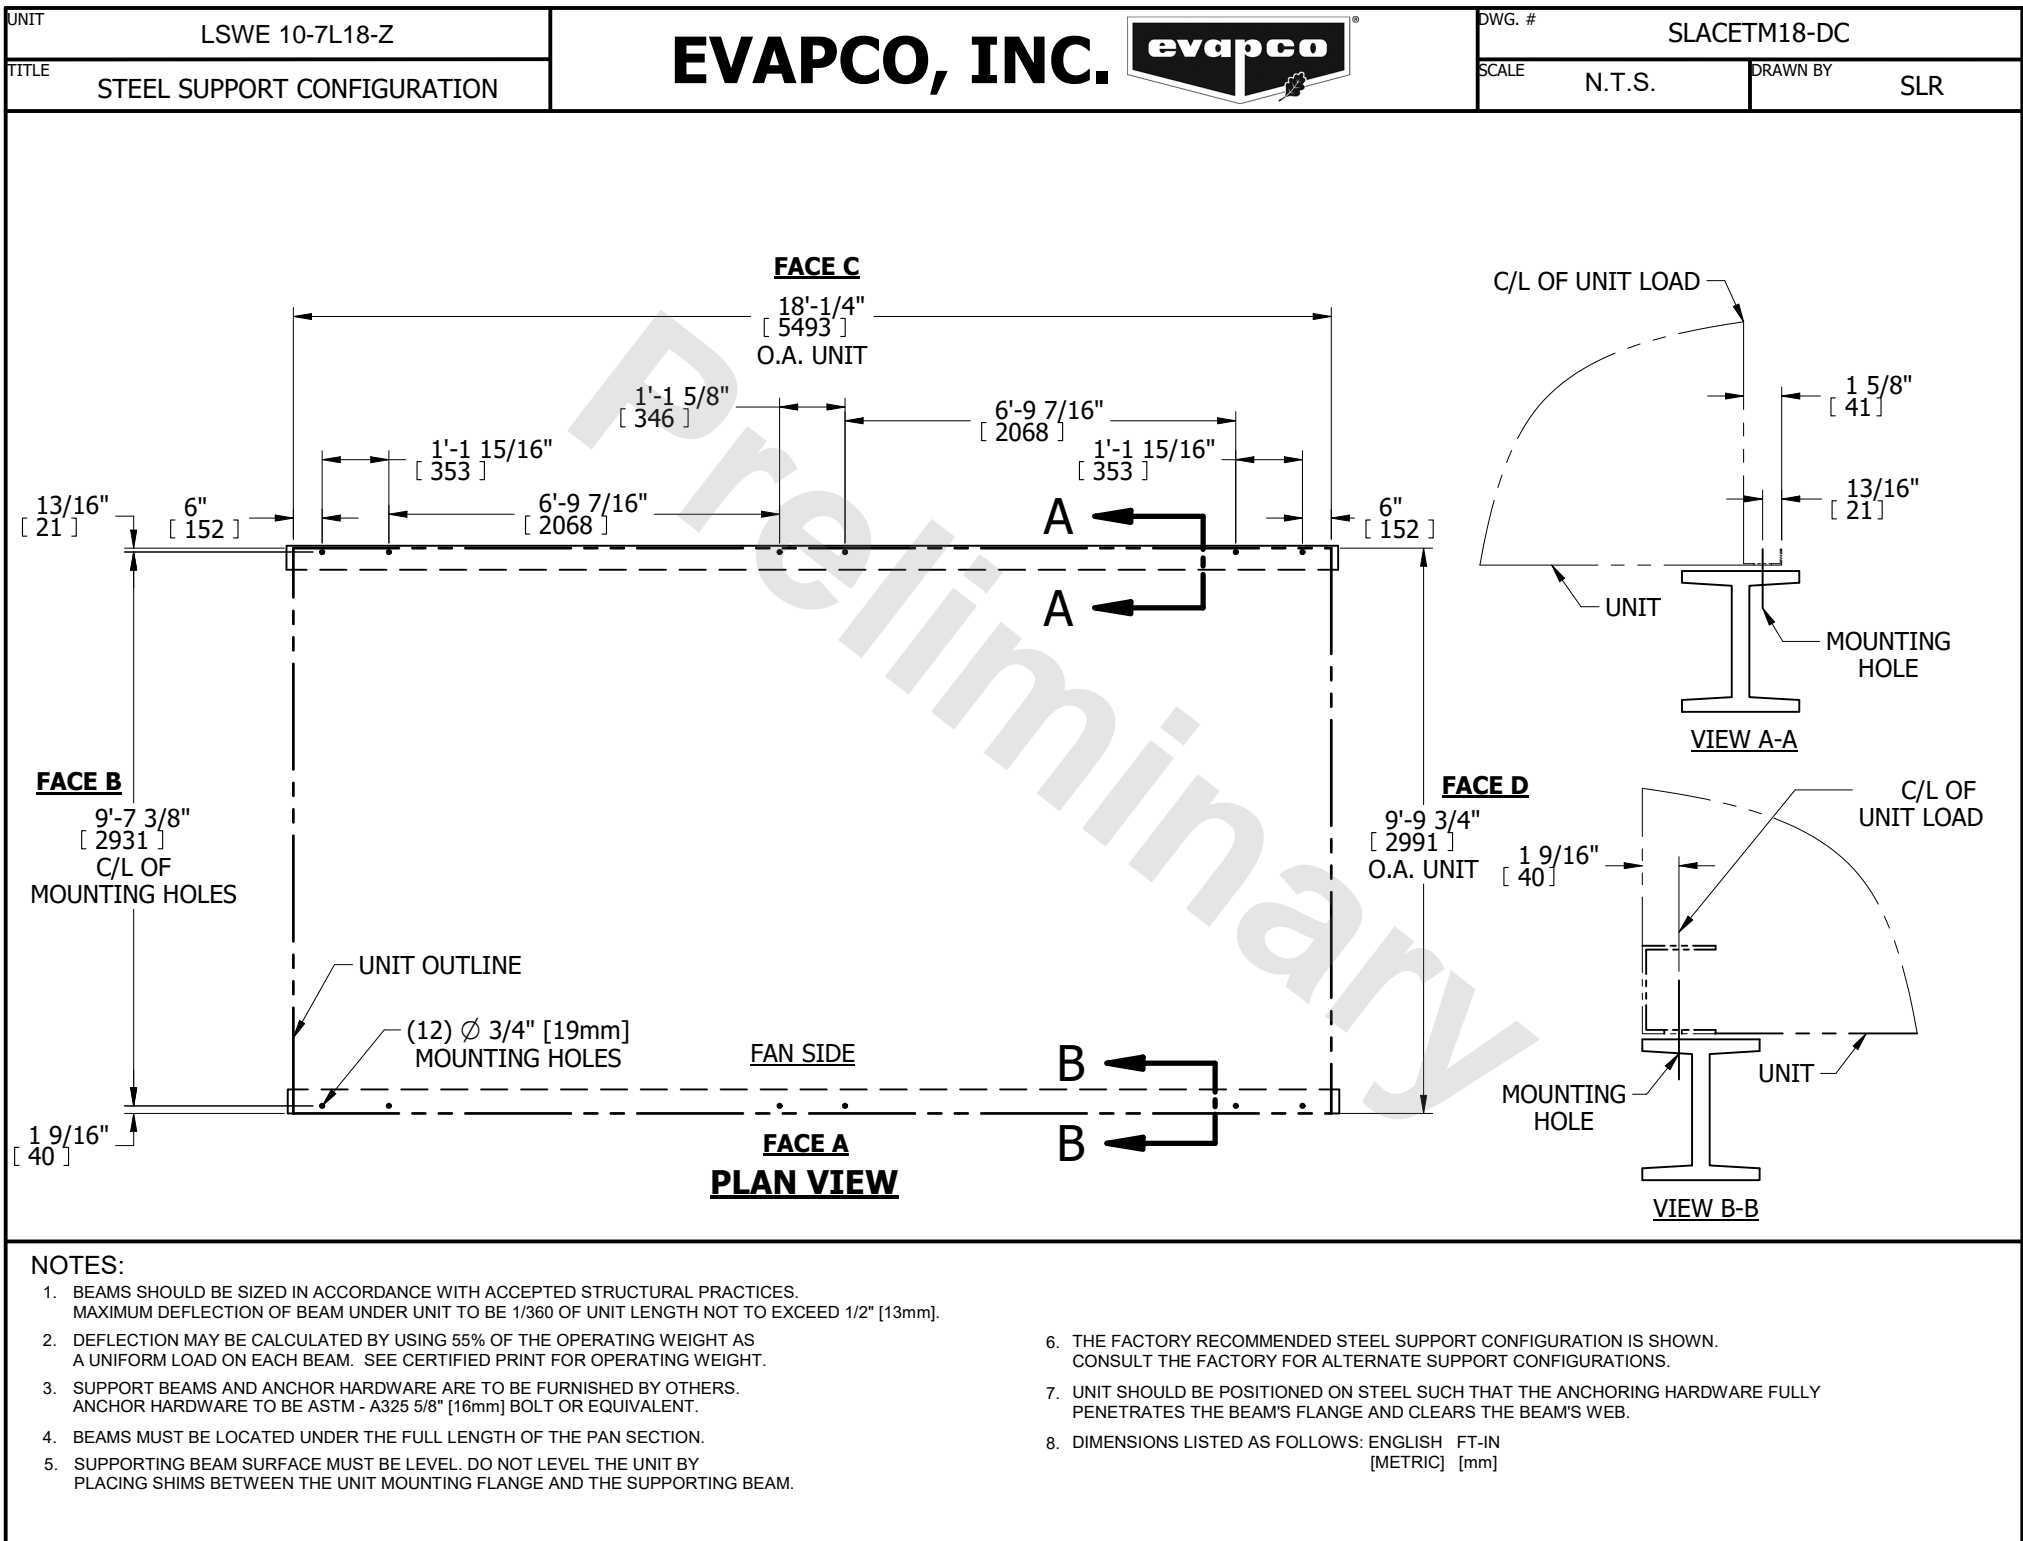 UNIT
LSWE 10-7L18-Z
TITLE
STEEL SUPPORT CONFIGURATION
EVAPCO, INC.
evapco
®
DWG. #
SLACETM18-DC
SCALE
N.T.S.
DRAWN BY
SLR
FACE C
18'-1/4"
[ 5493 ]
O.A. UNIT
1'-1 5/8"
[ 346 ]
6'-9 7/16"
[ 2068 ]
1'-1 15/16"
[ 353 ]
1'-1 15/16"
[ 353 ]
13/16"
[ 21 ]
6"
[ 152 ]
6'-9 7/16"
[ 2068 ]
6"
[ 152 ]
A
A
FACE B
9'-7 3/8"
[ 2931 ]
C/L OF
MOUNTING HOLES
FACE D
9'-9 3/4"
[ 2991 ]
O.A. UNIT
UNIT OUTLINE
(12) Ø 3/4" [19mm]
MOUNTING HOLES
FAN SIDE
B
B
1 9/16"
[ 40 ]
FACE A
PLAN VIEW
C/L OF UNIT LOAD
1 5/8"
[ 41]
13/16"
[ 21]
UNIT
MOUNTING
HOLE
VIEW A-A
C/L OF
UNIT LOAD
1 9/16"
[ 40]
UNIT
MOUNTING
HOLE
VIEW B-B
Preliminary
NOTES:
1. BEAMS SHOULD BE SIZED IN ACCORDANCE WITH ACCEPTED STRUCTURAL PRACTICES.
MAXIMUM DEFLECTION OF BEAM UNDER UNIT TO BE 1/360 OF UNIT LENGTH NOT TO EXCEED 1/2" [13mm].
2. DEFLECTION MAY BE CALCULATED BY USING 55% OF THE OPERATING WEIGHT AS
A UNIFORM LOAD ON EACH BEAM. SEE CERTIFIED PRINT FOR OPERATING WEIGHT.
3. SUPPORT BEAMS AND ANCHOR HARDWARE ARE TO BE FURNISHED BY OTHERS.
ANCHOR HARDWARE TO BE ASTM - A325 5/8" [16mm] BOLT OR EQUIVALENT.
4. BEAMS MUST BE LOCATED UNDER THE FULL LENGTH OF THE PAN SECTION.
5. SUPPORTING BEAM SURFACE MUST BE LEVEL. DO NOT LEVEL THE UNIT BY
PLACING SHIMS BETWEEN THE UNIT MOUNTING FLANGE AND THE SUPPORTING BEAM.
6. THE FACTORY RECOMMENDED STEEL SUPPORT CONFIGURATION IS SHOWN.
CONSULT THE FACTORY FOR ALTERNATE SUPPORT CONFIGURATIONS.
7. UNIT SHOULD BE POSITIONED ON STEEL SUCH THAT THE ANCHORING HARDWARE FULLY
PENETRATES THE BEAM'S FLANGE AND CLEARS THE BEAM'S WEB.
8. DIMENSIONS LISTED AS FOLLOWS: ENGLISH FT-IN
[METRIC] [mm]